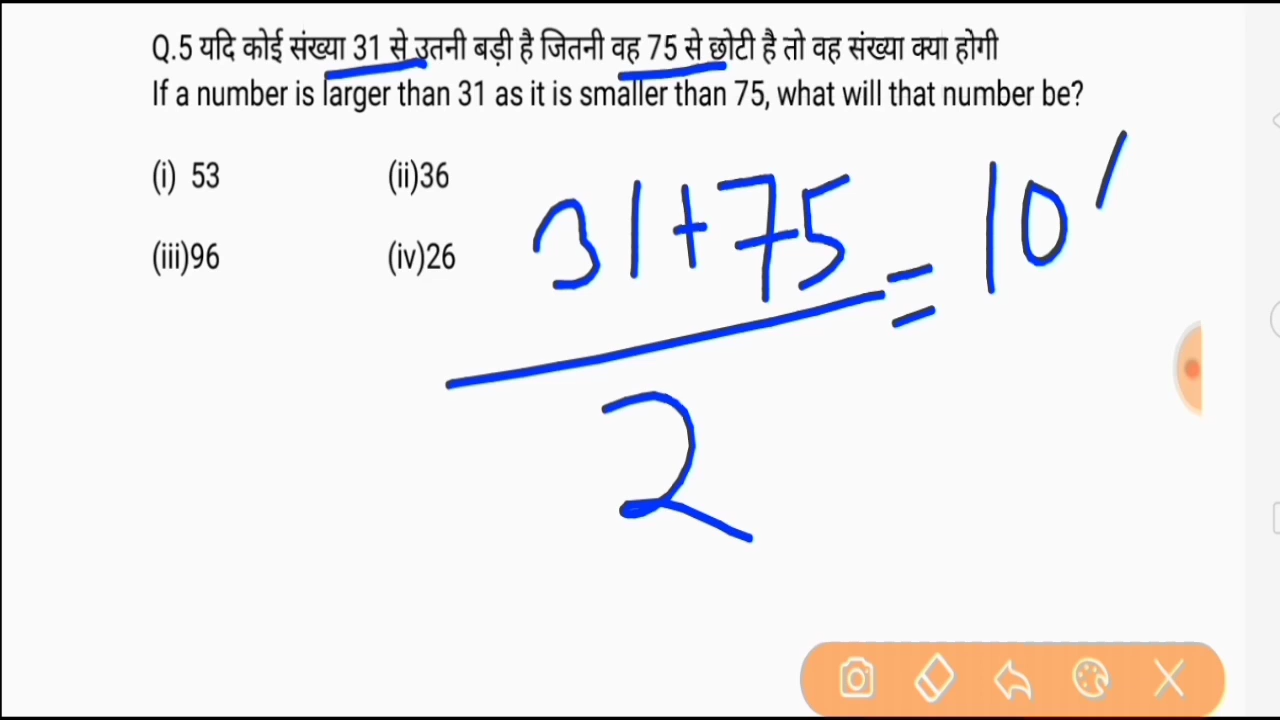 Q.5 यदि कोई संख्या 31 से उतनी बड़ी है जितनी वह 75 से छोटी है तो वह संख्या क्या होगी
If a number is larger than 31 as it is smaller than 75, what will that number be?
(i) 53 (ii)36
(iii)96 (iv)26
31+75 = 10
2